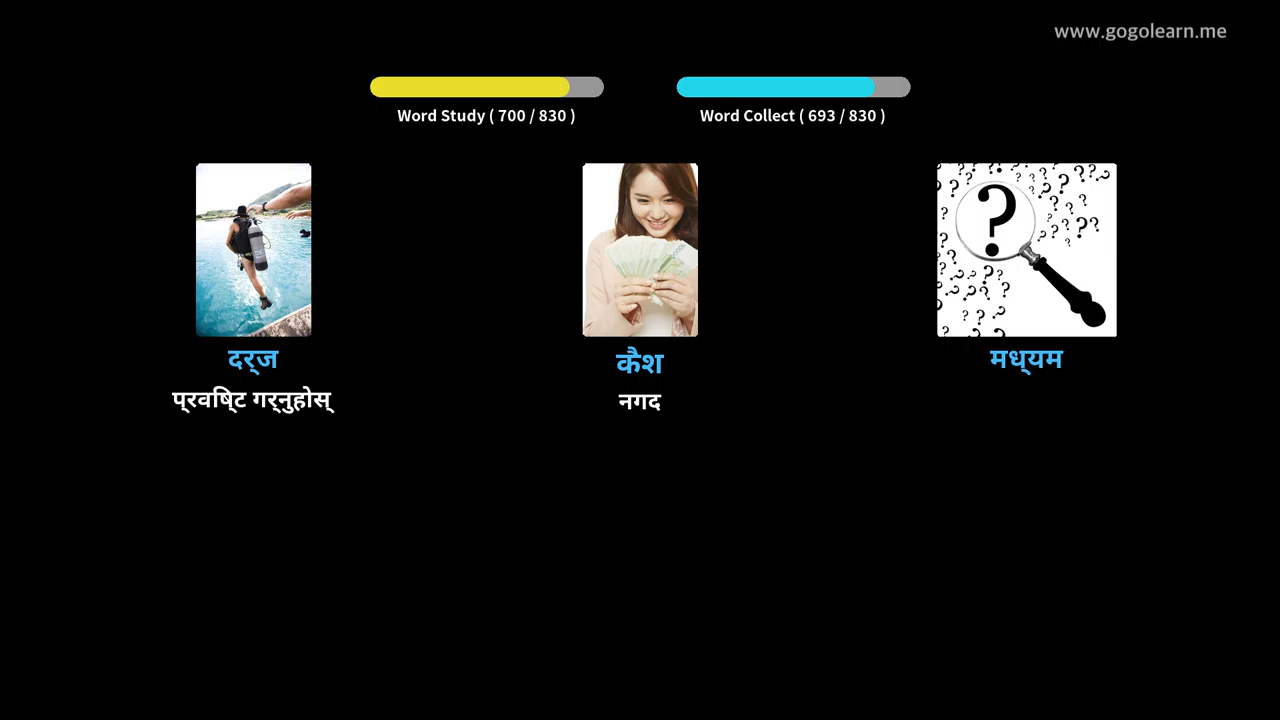 www.gogolearn.me
Word Study ( 700 / 830 )
Word Collect ( 693 / 830 )
दर्ज
कैश
मध्यम
प्रविष्टि गर्नुहोस्
नगद